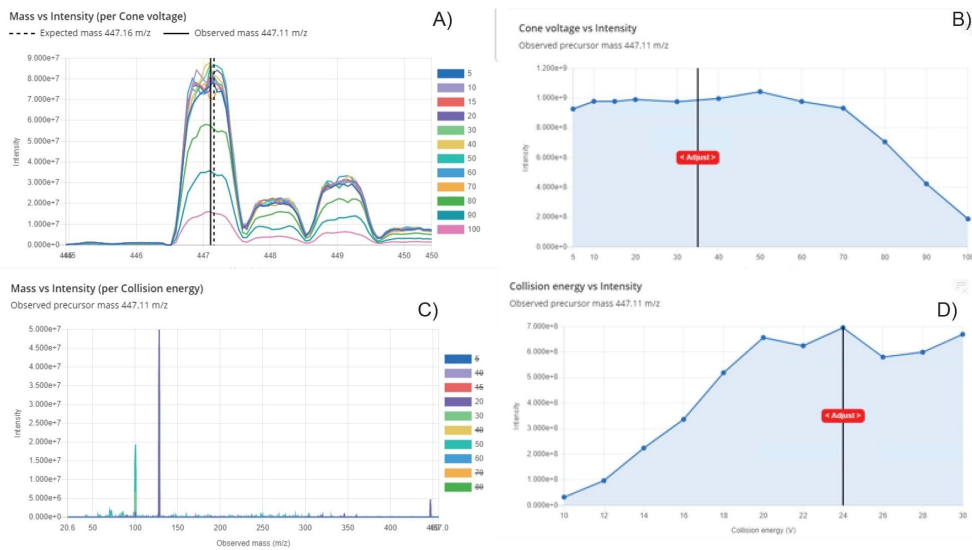 Mass vs Intensity (per Cone voltage)
A)
Expected mass 447.16 m/z
Observed mass 447.11 m/z
9.000e+7
8.000e+7
7.000e+7
6.000e+7
5.000e+7
4.000e+7
3.000e+7
2.000e+7
1.000e+7
0.000e+0
Intensity
445
446
447
448
449
450
450
5
10
15
20
30
40
50
60
70
80
90
100
B)
Cone voltage vs Intensity
Observed precursor mass 447.11 m/z
1.200e+9
1.000e+9
8.000e+8
6.000e+8
4.000e+8
2.000e+8
0.000e+0
Intensity
< Adjust >
5
10
20
30
40
50
60
70
80
90
100
Mass vs Intensity (per Collision energy)
Observed precursor mass 447.11 m/z
C)
5.000e+7
4.500e+7
4.000e+7
3.500e+7
3.000e+7
2.500e+7
2.000e+7
1.500e+7
1.000e+7
5.000e+6
0.000e+0
Intensity
20.6
50
100
150
200
250
300
350
400
Observed mass (m/z)
5
10
15
20
30
40
50
60
70
80
Collision energy vs Intensity
D)
Observed precursor mass 447.11 m/z
7.000e+8
6.000e+8
5.000e+8
4.000e+8
3.000e+8
2.000e+8
1.000e+8
0.000e+0
Intensity
< Adjust >
10
12
14
16
18
20
22
24
26
28
30
Collision energy (V)